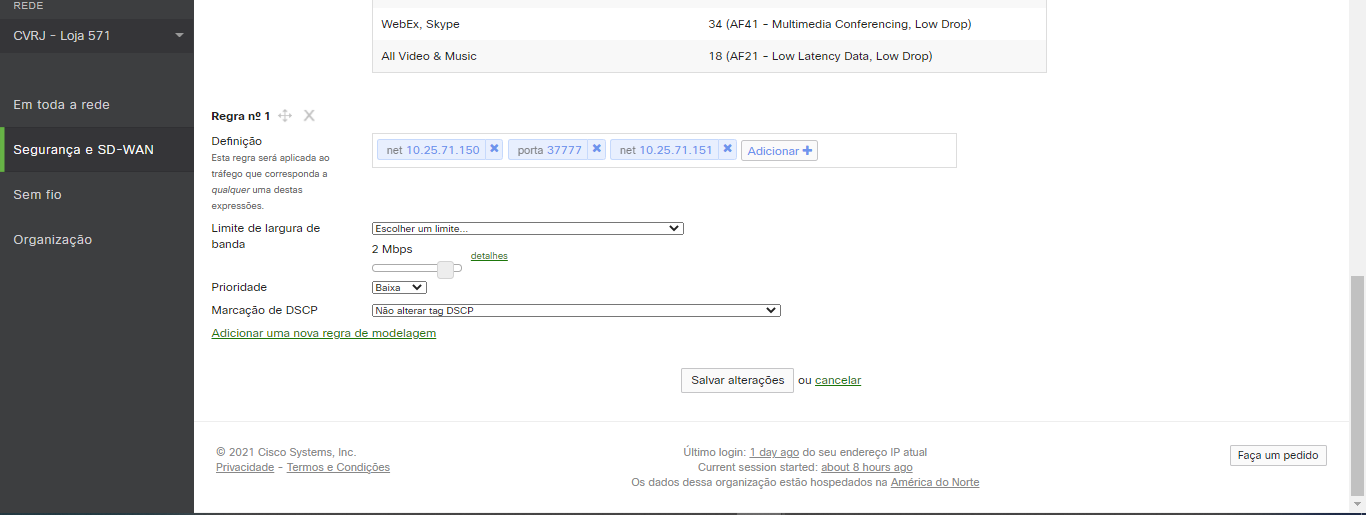 REDE
CVRJ - Loja 571
Em toda a rede
Segurança e SD-WAN
Sem fio
Organização
WebEx, Skype 34 (AF41 - Multimedia Conferencing, Low Drop)
All Video & Music 18 (AF21 - Low Latency Data, Low Drop)
Regra nº 1
Definição
Esta regra será aplicada ao
tráfego que corresponda a
qualquer uma destas
expressões.
net 10.25.71.150 porta 37777 net 10.25.71.151 Adicionar
Limite de largura de
banda
Escolher um limite...
2 Mbps
detalhes
Prioridade Baixa
Marcação de DSCP Não alterar tag DSCP
Adicionar uma nova regra de modelagem
Salvar alterações ou cancelar
© 2021 Cisco Systems, Inc.
Privacidade - Termos e Condições
Último login: 1 day ago do seu endereço IP atual
Current session started: about 8 hours ago
Os dados dessa organização estão hospedados na América do Norte
Faça um pedido